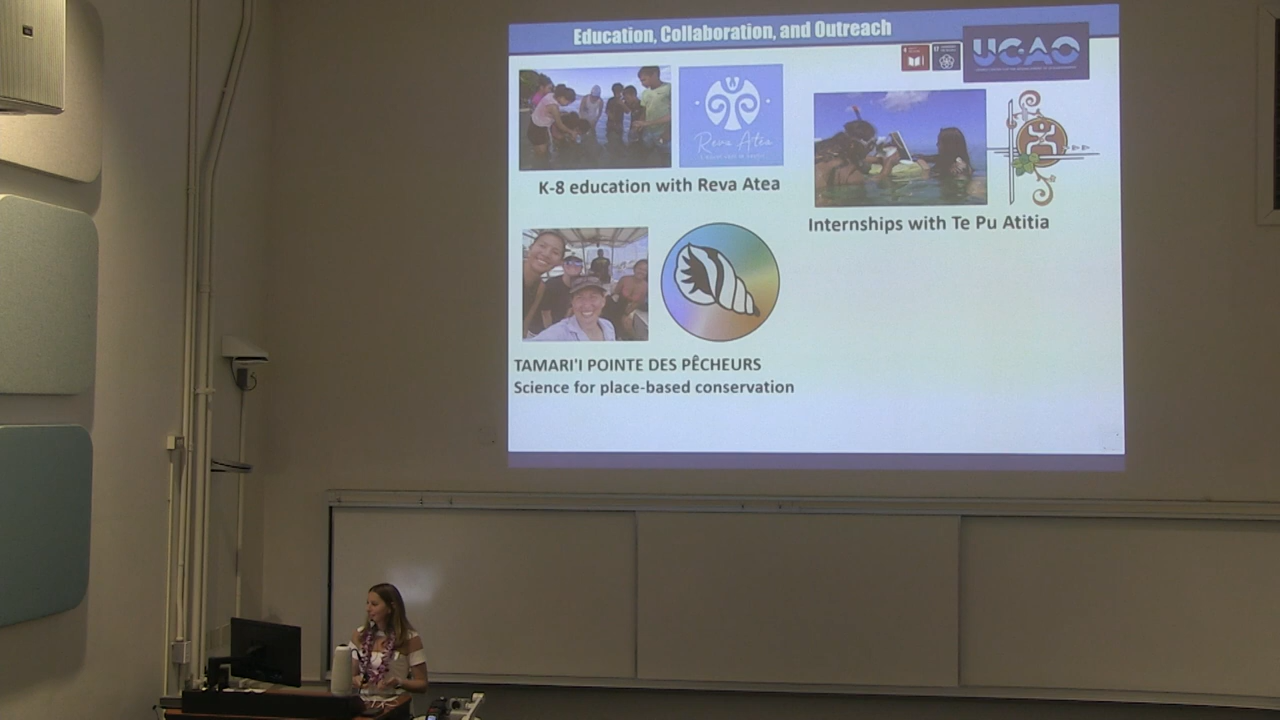 Education, Collaboration, and Outreach
UCAO
Reva Atea
K-8 education with Reva Atea
Internships with Te Pu Atitia
TAMARI'I POINTE DES PÊCHEURS
Science for place-based conservation